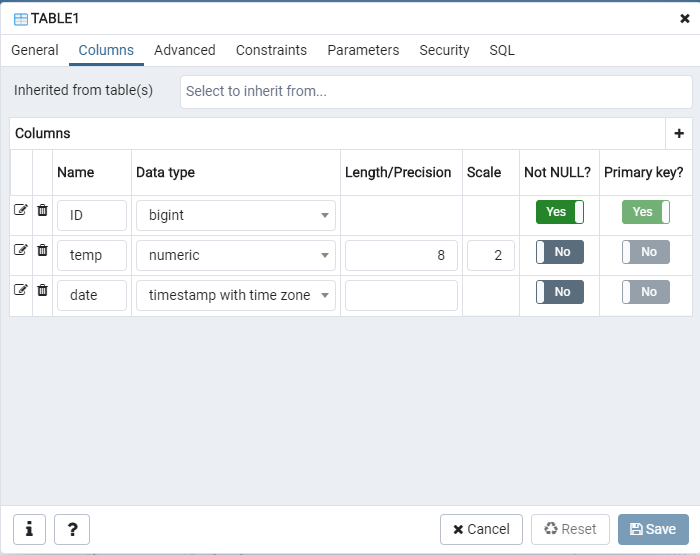 TABLE1
General Columns Advanced Constraints Parameters Security SQL
Inherited from table(s) Select to inherit from...
Columns
Name Data type Length/Precision Scale Not NULL? Primary key?
ID bigint Yes Yes
temp numeric 8 2 No No
date timestamp with time zone No No
i ? Cancel Reset Save